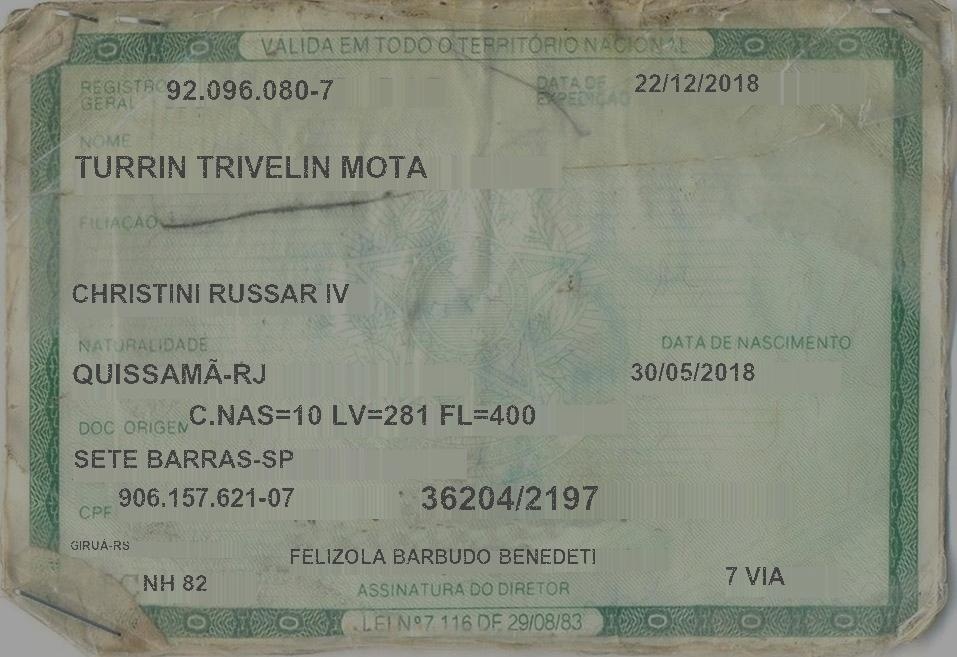 VÁLIDA EM TODO O TERRITÓRIO NACIONAL
REGISTRO GERAL 92.096.080-7 DATA DE EXPEDIÇÃO 22/12/2018
NOME
TURRIN TRIVELIN MOTA
FILIAÇÃO
CHRISTINI RUSSAR IV
NATURALIDADE DATA DE NASCIMENTO
QUISSAMÃ-RJ 30/05/2018
DOC ORIGEM C.NAS=10 LV=281 FL=400
SETE BARRAS-SP
CPF 906.157.621-07 36204/2197
GIRUÁ-RS
FELIZOLA BARBUDO BENEDETI
NH 82 7 VIA
ASSINATURA DO DIRETOR
LEI Nº 7.116 DE 29/08/83